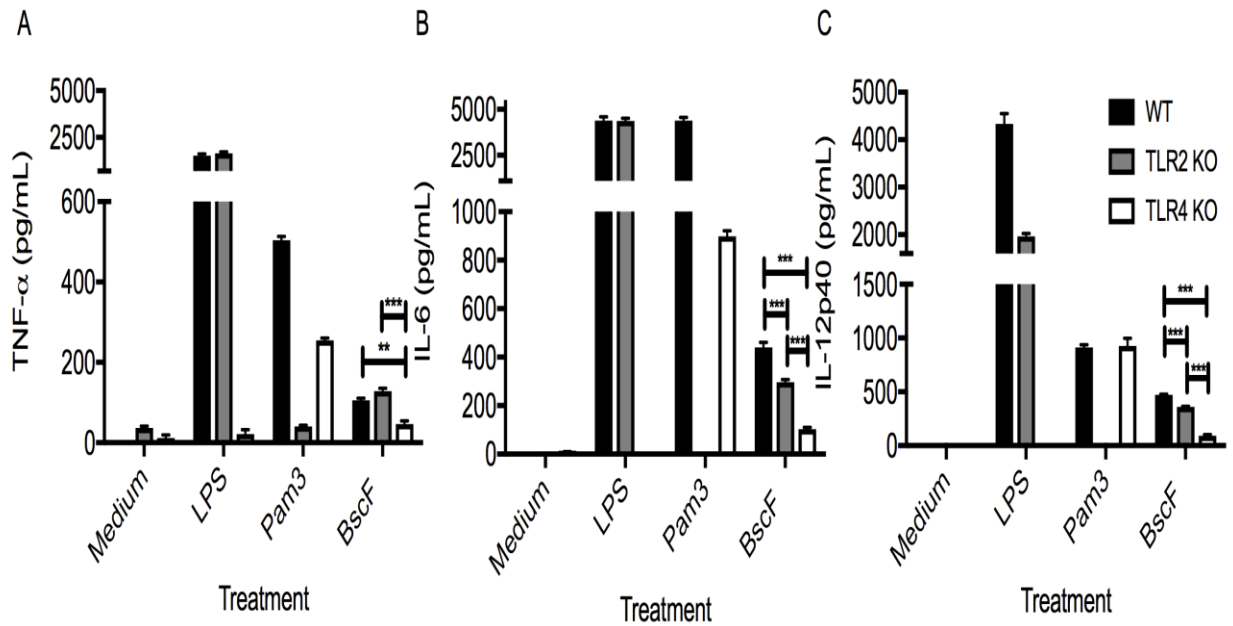 A
TNF-α (pg/mL)
5000
2500
600
400
200
0
***
**
Medium
LPS
Pam3
BscF
Treatment
B
IL-6 (pg/mL)
5000
2500
1000
800
600
400
200
0
***
***
***
Medium
LPS
Pam3
BscF
Treatment
C
IL-12p40 (pg/mL)
5000
4000
3000
2000
1500
1000
500
0
***
***
***
Medium
LPS
Pam3
BscF
Treatment
WT
TLR2 KO
TLR4 KO